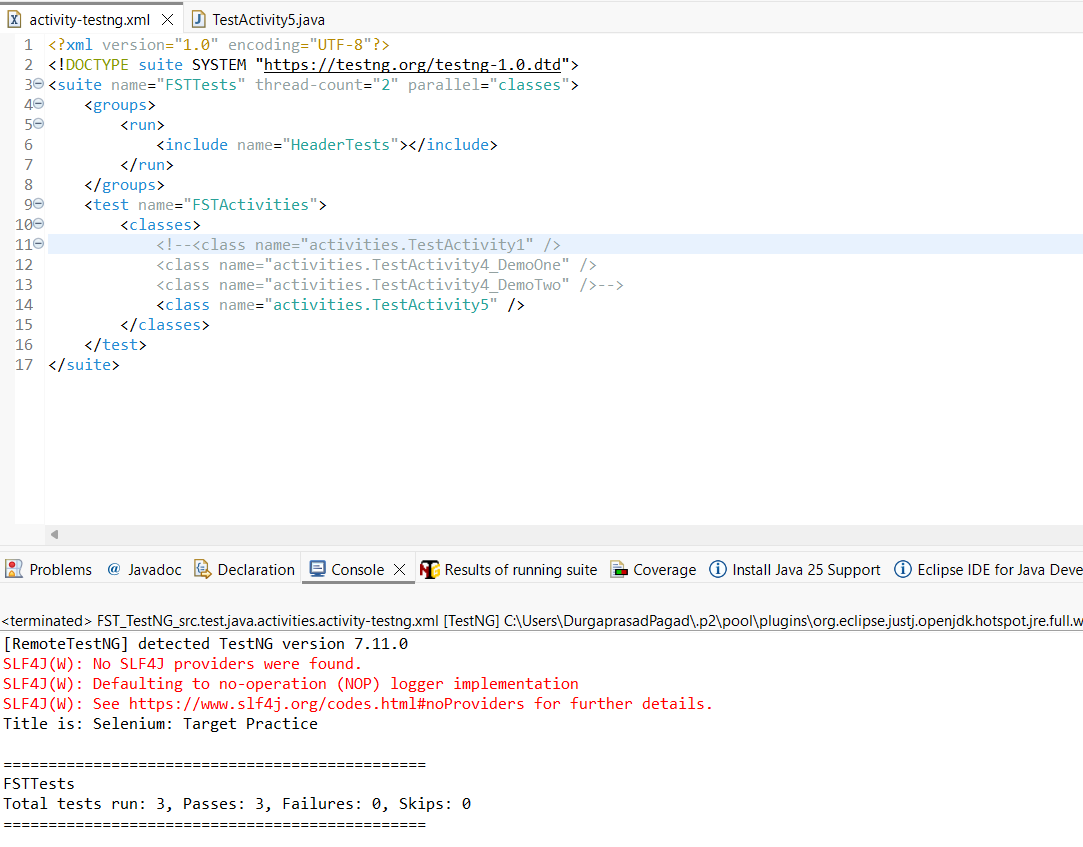 activity-testng.xml TestActivity5.java
1 <?xml version="1.0" encoding="UTF-8"?>
2 <!DOCTYPE suite SYSTEM "https://testng.org/testng-1.0.dtd">
3 <suite name="FSTTests" thread-count="2" parallel="classes">
4 <groups>
5 <run>
6 <include name="HeaderTests"></include>
7 </run>
8 </groups>
9 <test name="FSTActivities">
10 <classes>
11 <!--<class name="activities.TestActivity1" />
12 <class name="activities.TestActivity4_DemoOne" />
13 <class name="activities.TestActivity4_DemoTwo" />-->
14 <class name="activities.TestActivity5" />
15 </classes>
16 </test>
17 </suite>
Problems @ Javadoc Declaration Console Results of running suite Coverage Install Java 25 Support Eclipse IDE for Java Deve
<terminated> FST_TestNG_src.test.java.activities.activity-testng.xml [TestNG] C:\Users\DurgaprasadPagad\.p2\pool\plugins\org.eclipse.justj.openjdk.hotspot.jre.full.w
[RemoteTestNG] detected TestNG version 7.11.0
SLF4J(W): No SLF4J providers were found.
SLF4J(W): Defaulting to no-operation (NOP) logger implementation
SLF4J(W): See https://www.slf4j.org/codes.html#noProviders for further details.
Title is: Selenium: Target Practice
===============================================
FSTTests
Total tests run: 3, Passes: 3, Failures: 0, Skips: 0
===============================================